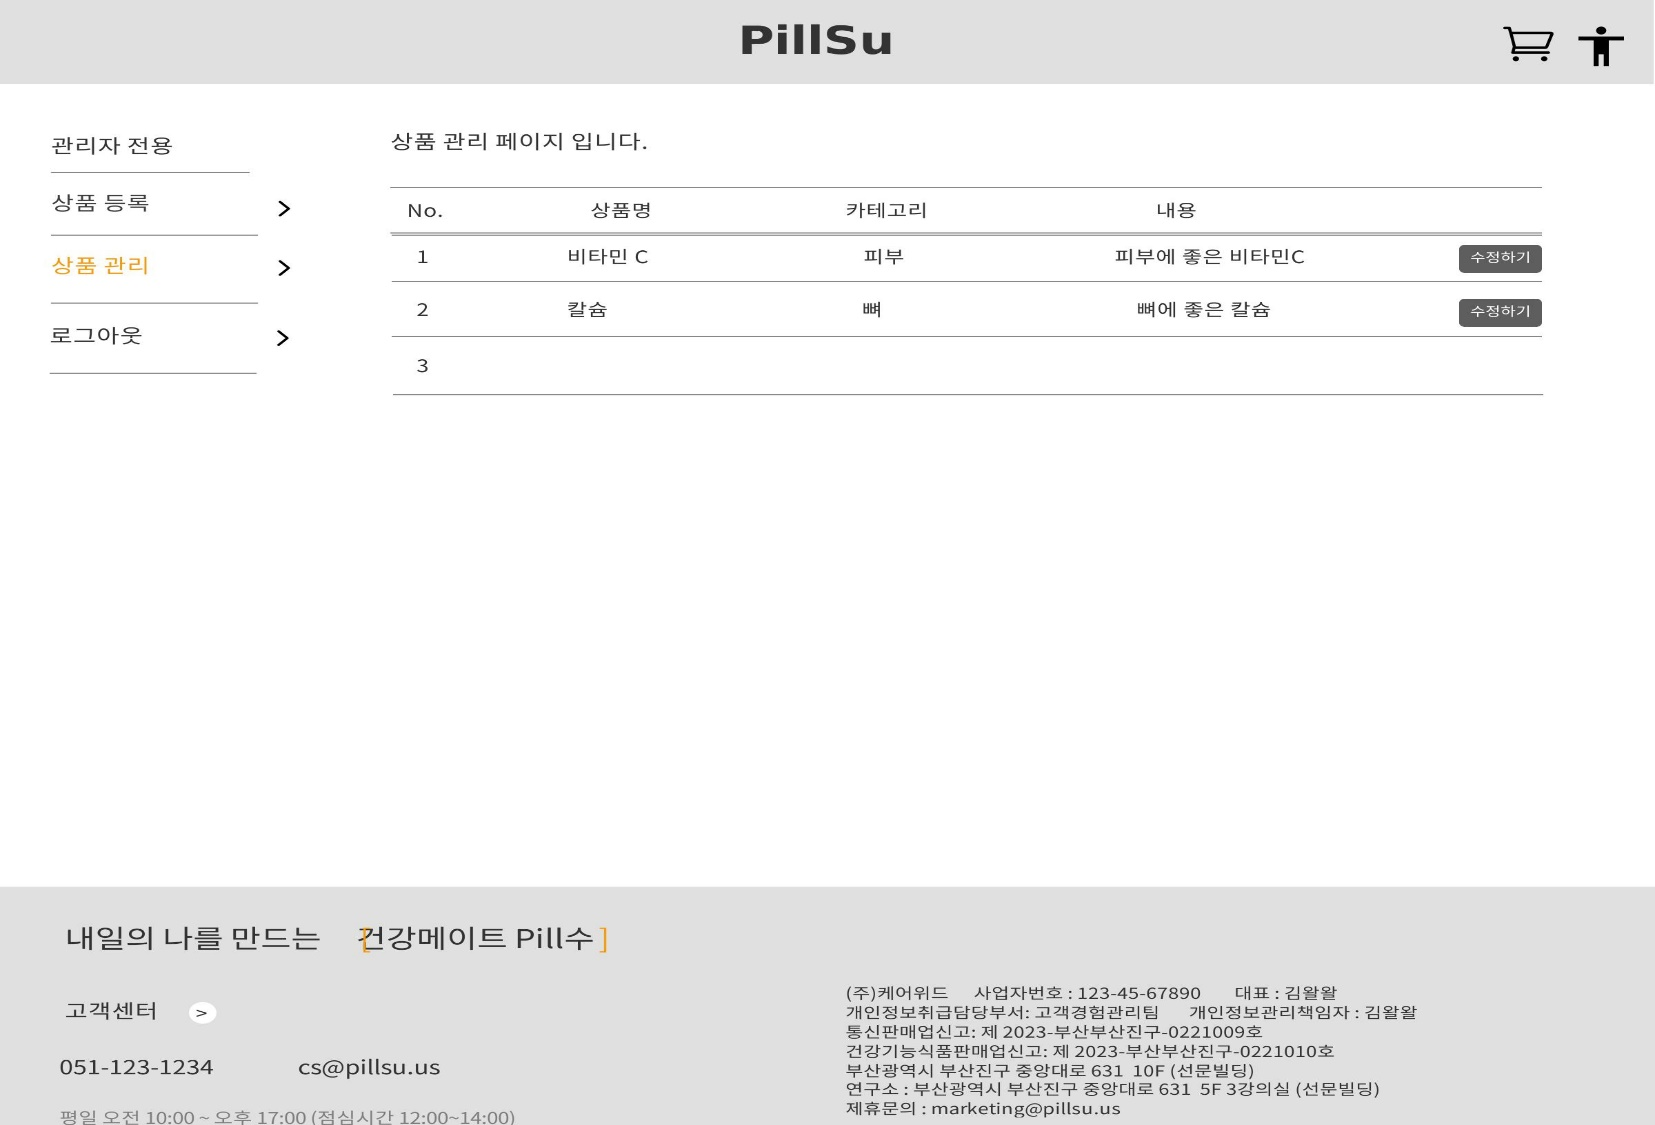 PillSu
관리자 전용
상품 등록 >
상품 관리 >
로그아웃 >
상품 관리 페이지 입니다.
No. 상품명 카테고리 내용
1 비타민 C 피부 피부에 좋은 비타민C 수정하기
2 칼슘 뼈 뼈에 좋은 칼슘 수정하기
3
내일의 나를 만드는 [건강메이트 Pill수]
고객센터 >
051-123-1234 cs@pillsu.us
평일 오전 10:00 ~ 오후 17:00 (점심시간 12:00~14:00)
(주)케어위드 사업자번호 : 123-45-67890 대표 : 김왈왈
개인정보취급담당부서: 고객경험관리팀 개인정보관리책임자 : 김왈왈
통신판매업신고: 제 2023-부산부산진구-0221009호
건강기능식품판매업신고: 제 2023-부산부산진구-0221010호
부산광역시 부산진구 중앙대로 631 10F (선문빌딩)
연구소 : 부산광역시 부산진구 중앙대로 631 5F 3강의실 (선문빌딩)
제휴문의 : marketing@pillsu.us